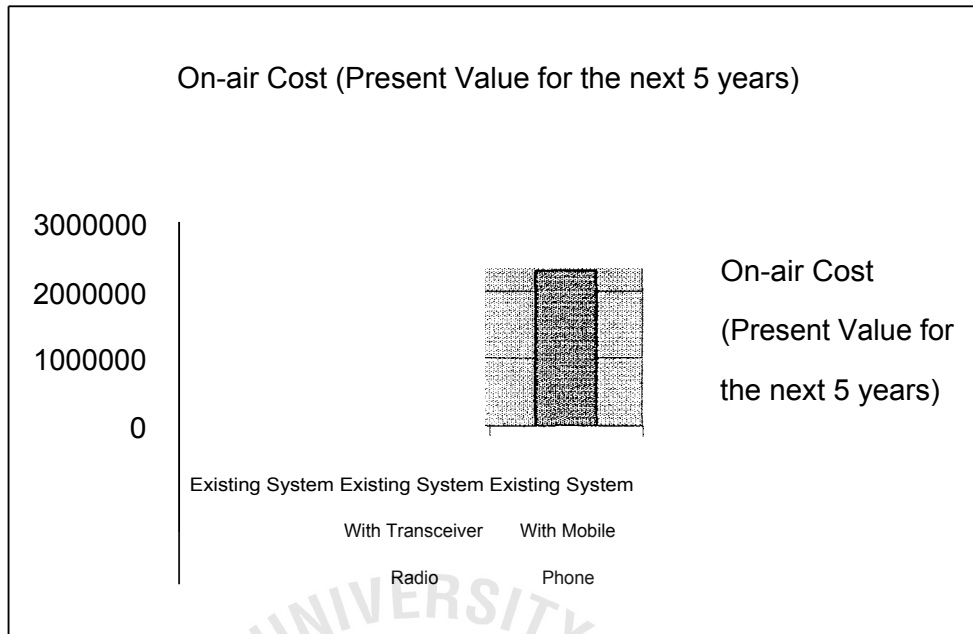 On-air Cost (Present Value for the next 5 years)
3000000
2000000
1000000
0
On-air Cost
(Present Value for
the next 5 years)
Existing System Existing System Existing System
With Transceiver With Mobile
Radio Phone
UNIVERSITY